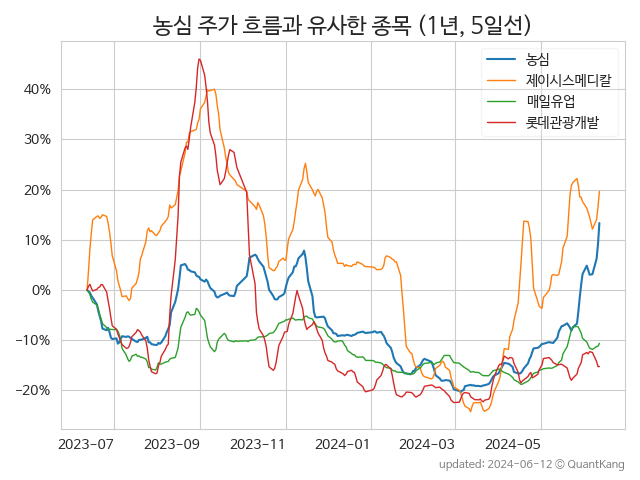 농심 주가 흐름과 유사한 종목 (1년, 5일선)
농심
제이시스메디칼
매일유업
롯데관광개발
40%
30%
20%
10%
0%
−10%
−20%
2023-07 2023-09 2023-11 2024-01 2024-03 2024-05
updated: 2024-06-12 © QuantKang